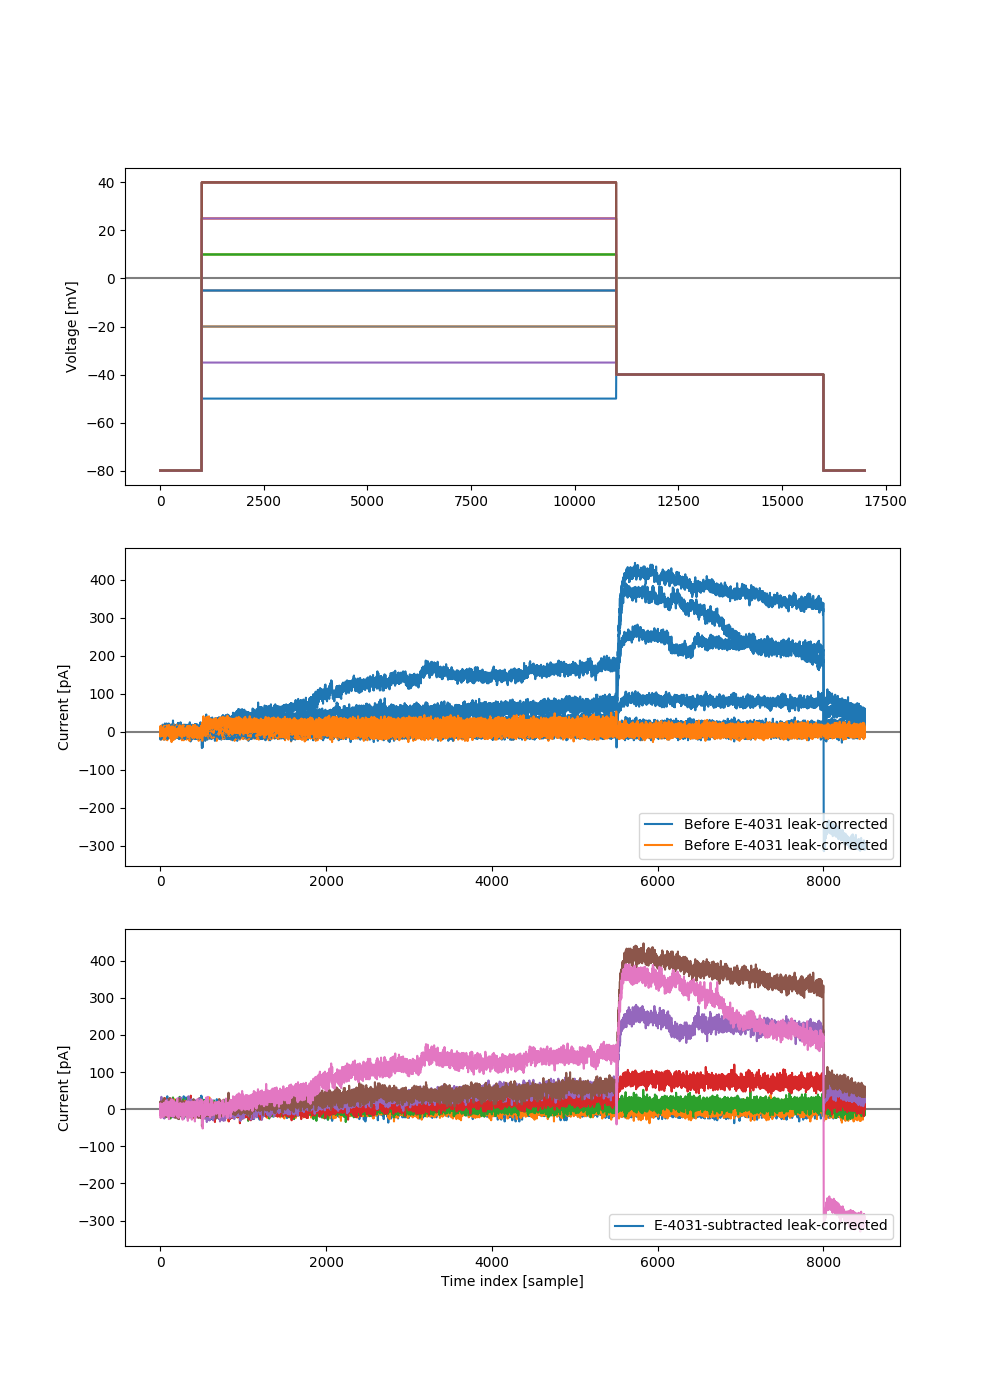 40
20
0
−20
−40
−60
−80
Voltage [mV]
0 2500 5000 7500 10000 12500 15000 17500
400
300
200
100
0
−100
−200
−300
Current [pA]
Before E-4031 leak-corrected
Before E-4031 leak-corrected
0 2000 4000 6000 8000
400
300
200
100
0
−100
−200
−300
Current [pA]
E-4031-subtracted leak-corrected
0 2000 4000 6000 8000
Time index [sample]